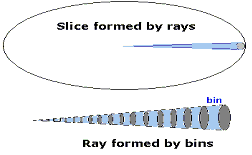 Slice formed by rays
bin
Ray formed by bins